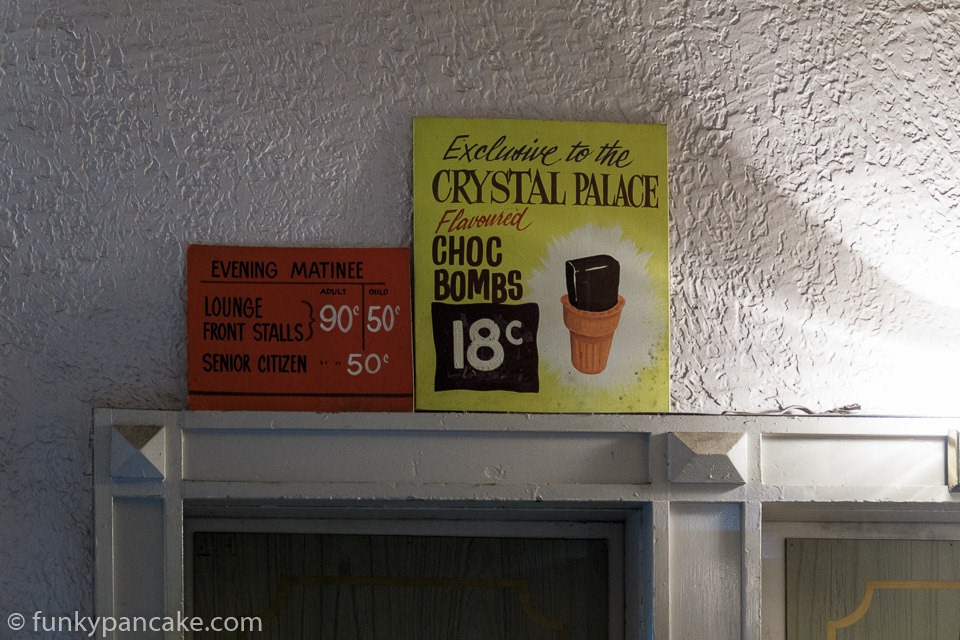 Exclusive to the
CRYSTAL PALACE
Flavoured
CHOC
BOMBS
18c
EVENING MATINEE
ADULT CHILD
LOUNGE
FRONT STALLS } 90c 50c
SENIOR CITIZEN " " 50c
© funkypancake.com